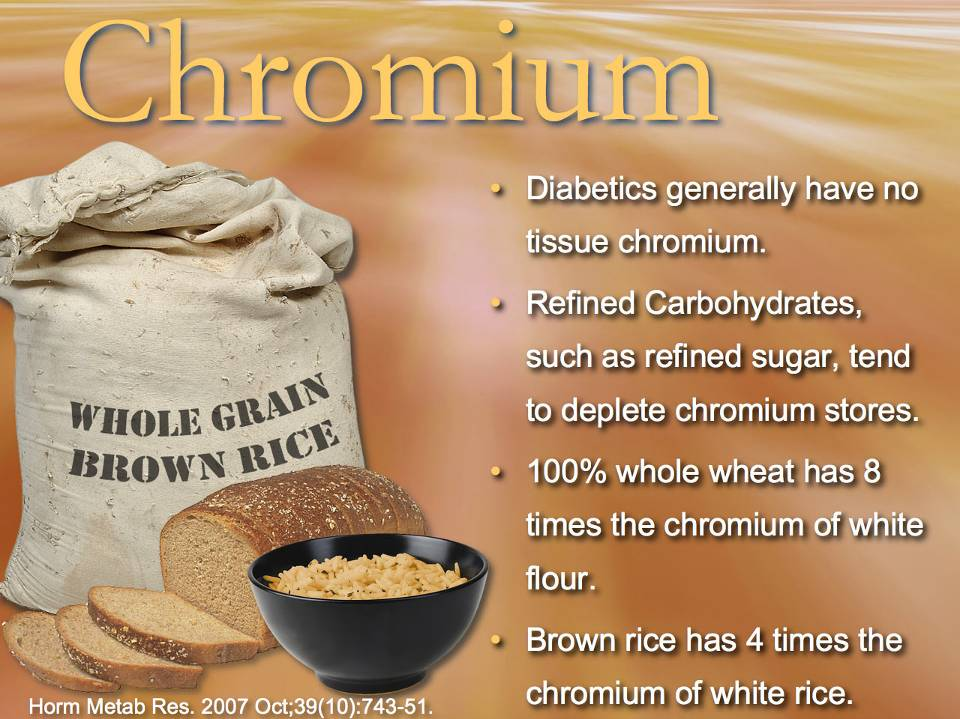 Chromium
WHOLE GRAIN
BROWN RICE
• Diabetics generally have no
tissue chromium.
• Refined Carbohydrates,
such as refined sugar, tend
to deplete chromium stores.
• 100% whole wheat has 8
times the chromium of white
flour.
• Brown rice has 4 times the
chromium of white rice.
Horm Metab Res. 2007 Oct;39(10):743-51.